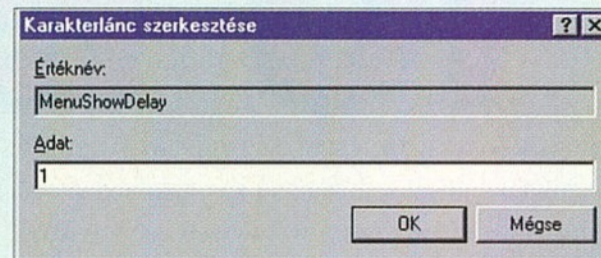 Karakterlánc szerkesztése
Értéknév:
MenuShowDelay
Adat:
1
OK
Mégse